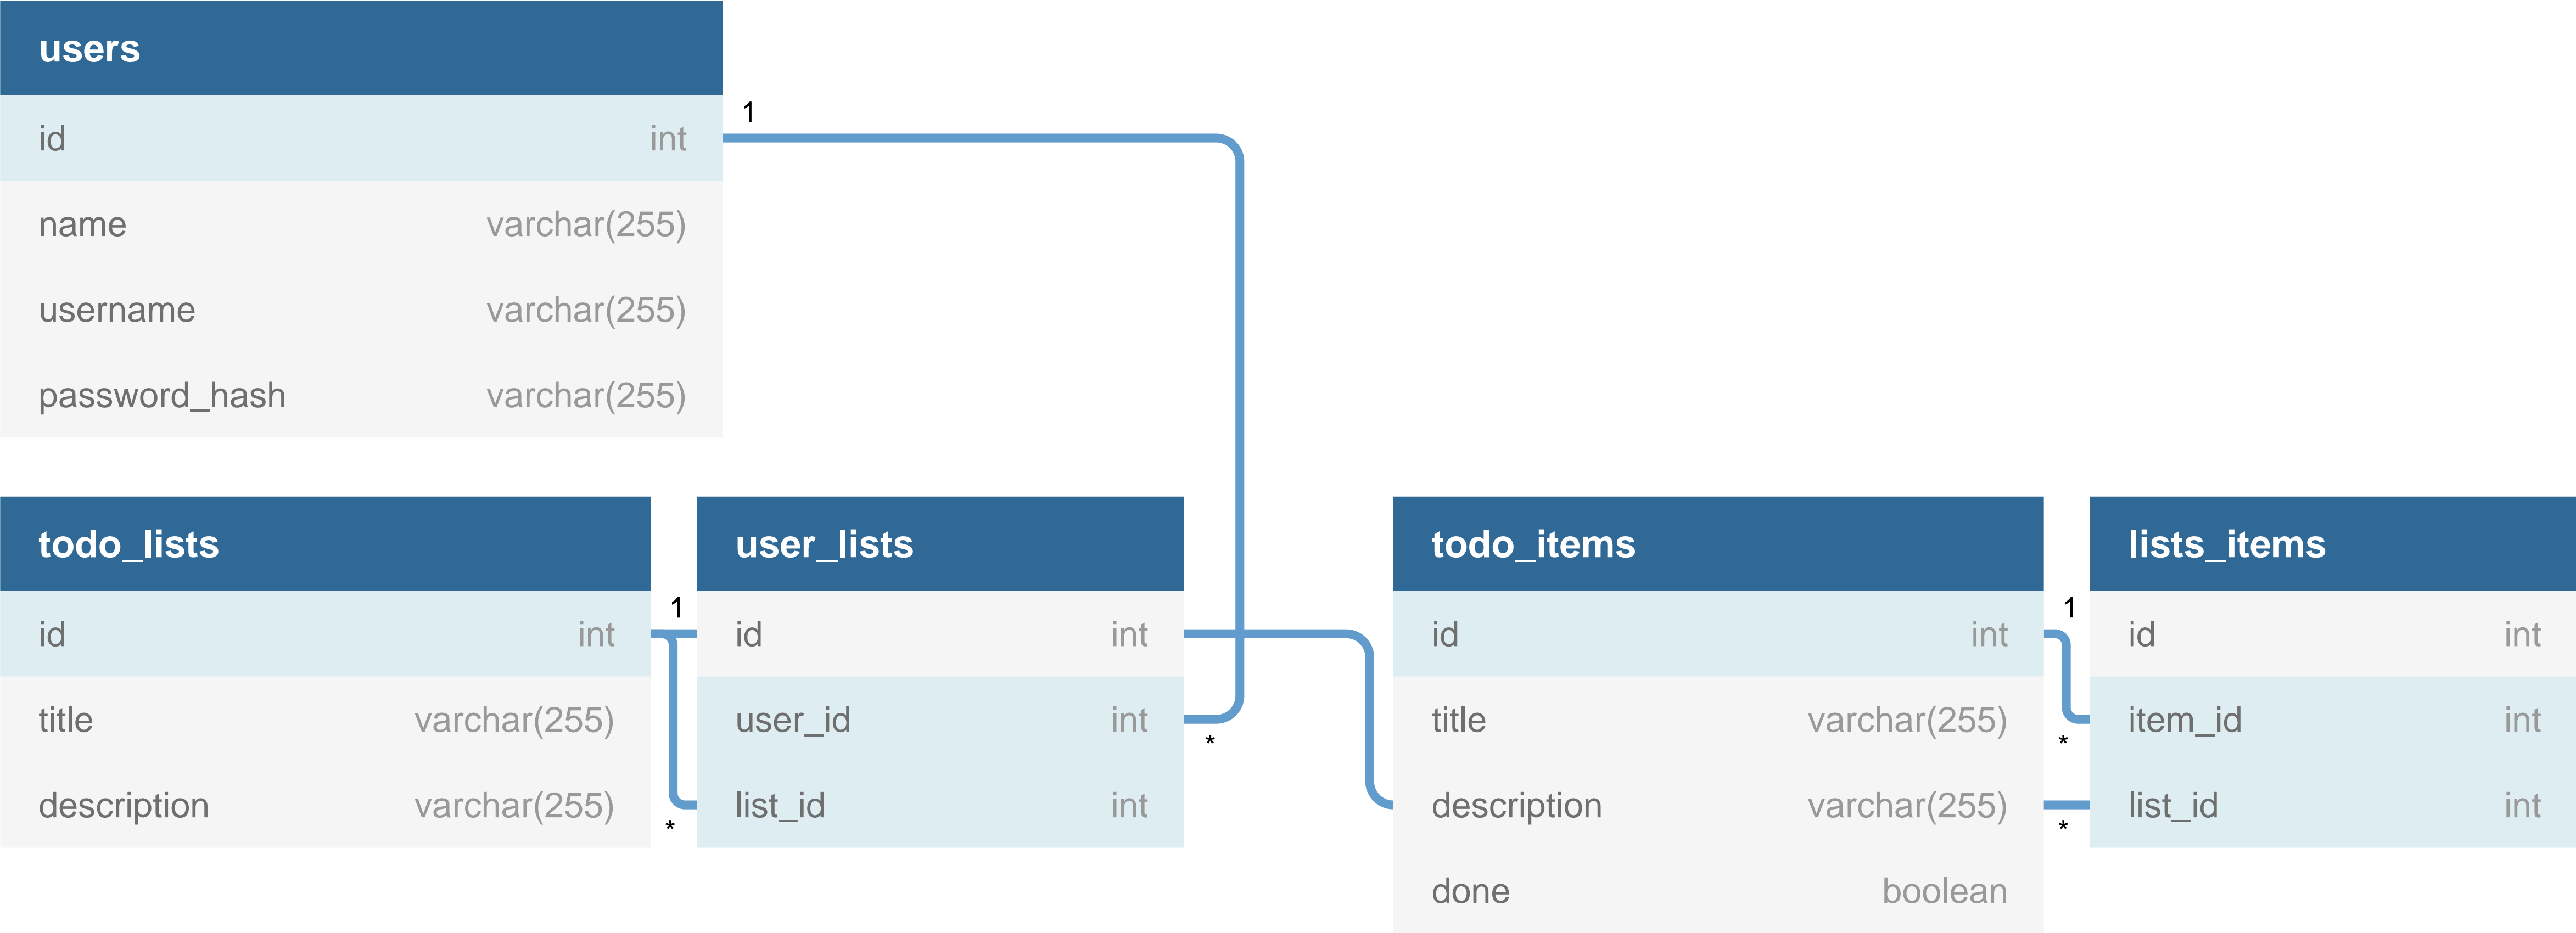 users
1
id int
name varchar(255)
username varchar(255)
password_hash varchar(255)
todo_lists
1
id int
title varchar(255)
description varchar(255)
*
user_lists
id int
user_id int
*
list_id int
todo_items
id int
title varchar(255)
description varchar(255)
done boolean
1
*
*
lists_items
id int
item_id int
list_id int